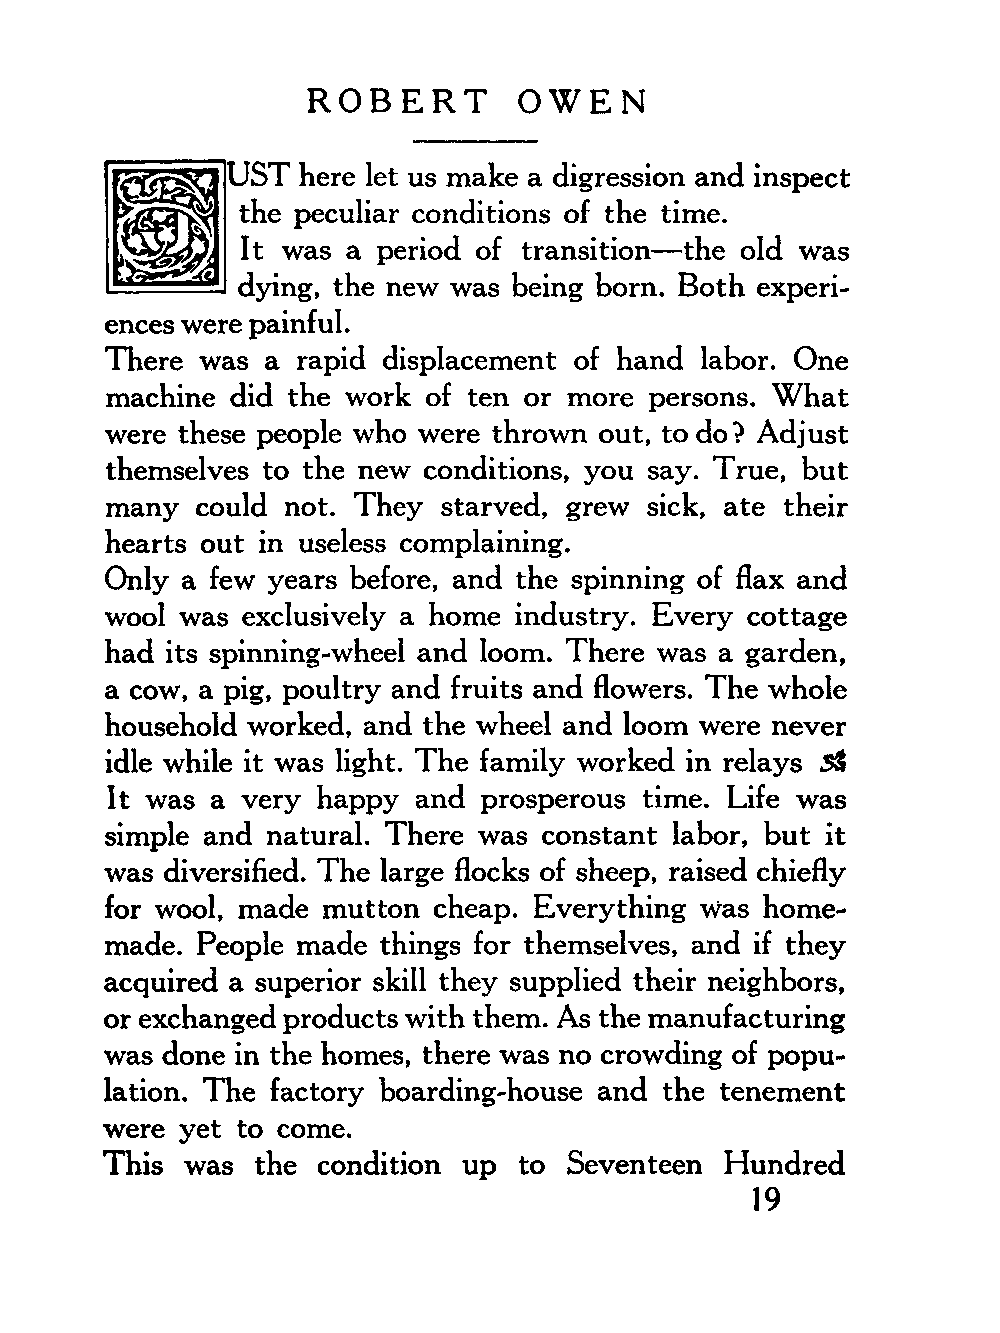 ROBERT OWEN
JUST here let us make a digression and inspect
the peculiar conditions of the time.
It was a period of transition—the old was
dying, the new was being born. Both experi-
ences were painful.
There was a rapid displacement of hand labor. One
machine did the work of ten or more persons. What
were these people who were thrown out, to do? Adjust
themselves to the new conditions, you say. True, but
many could not. They starved, grew sick, ate their
hearts out in useless complaining.
Only a few years before, and the spinning of flax and
wool was exclusively a home industry. Every cottage
had its spinning-wheel and loom. There was a garden,
a cow, a pig, poultry and fruits and flowers. The whole
household worked, and the wheel and loom were never
idle while it was light. The family worked in relays
It was a very happy and prosperous time. Life was
simple and natural. There was constant labor, but it
was diversified. The large flocks of sheep, raised chiefly
for wool, made mutton cheap. Everything was home-
made. People made things for themselves, and if they
acquired a superior skill they supplied their neighbors,
or exchanged products with them. As the manufacturing
was done in the homes, there was no crowding of popu-
lation. The factory boarding-house and the tenement
were yet to come.
This was the condition up to Seventeen Hundred
19